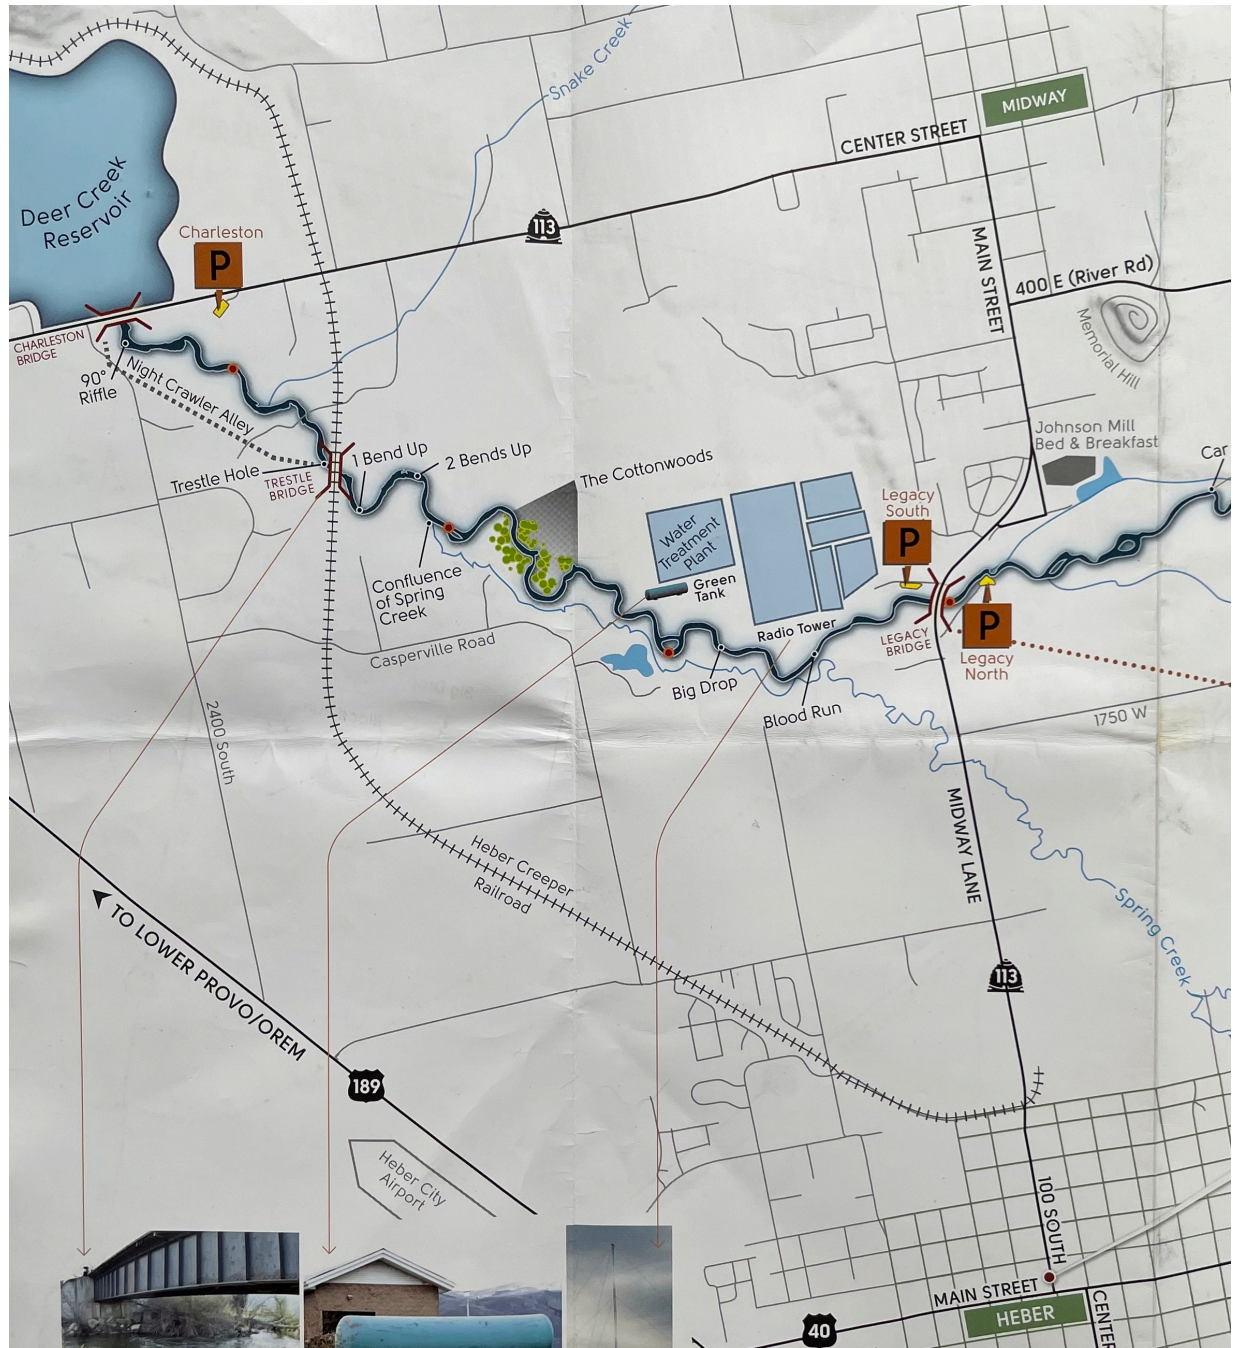 Snake Creek
MIDWAY
CENTER STREET
Deer Creek
Reservoir
Charleston
P
113
MAIN STREET
400 E (River Rd)
Memorial Hill
CHARLESTON
BRIDGE
90°
Riffle
Night Crawler Alley
Trestle Hole
TRESTLE
BRIDGE
1 Bend Up
2 Bends Up
The Cottonwoods
Johnson Mill
Bed & Breakfast
Car
Legacy
South
P
Water
Treatment
Plant
Green
Tank
Confluence
of Spring
Creek
Casperville Road
Radio Tower
LEGACY
BRIDGE
P
Legacy
North
Big Drop
Blood Run
1750 W
2400 South
MIDWAY LANE
Heber Creeper
Railroad
Spring Creek
TO LOWER PROVO/OREM
113
189
Heber City
Airport
100 SOUTH
MAIN STREET
HEBER
CENTER
40